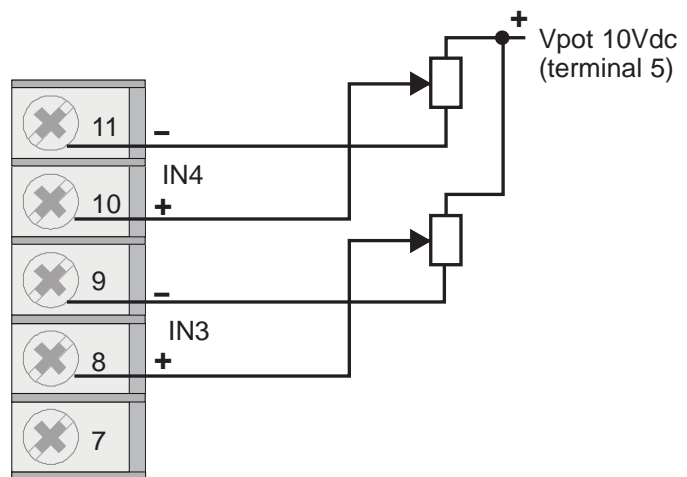 +
Vpot 10Vdc
(terminal 5)
11 –
IN4
10 +
9 –
IN3
8 +
7